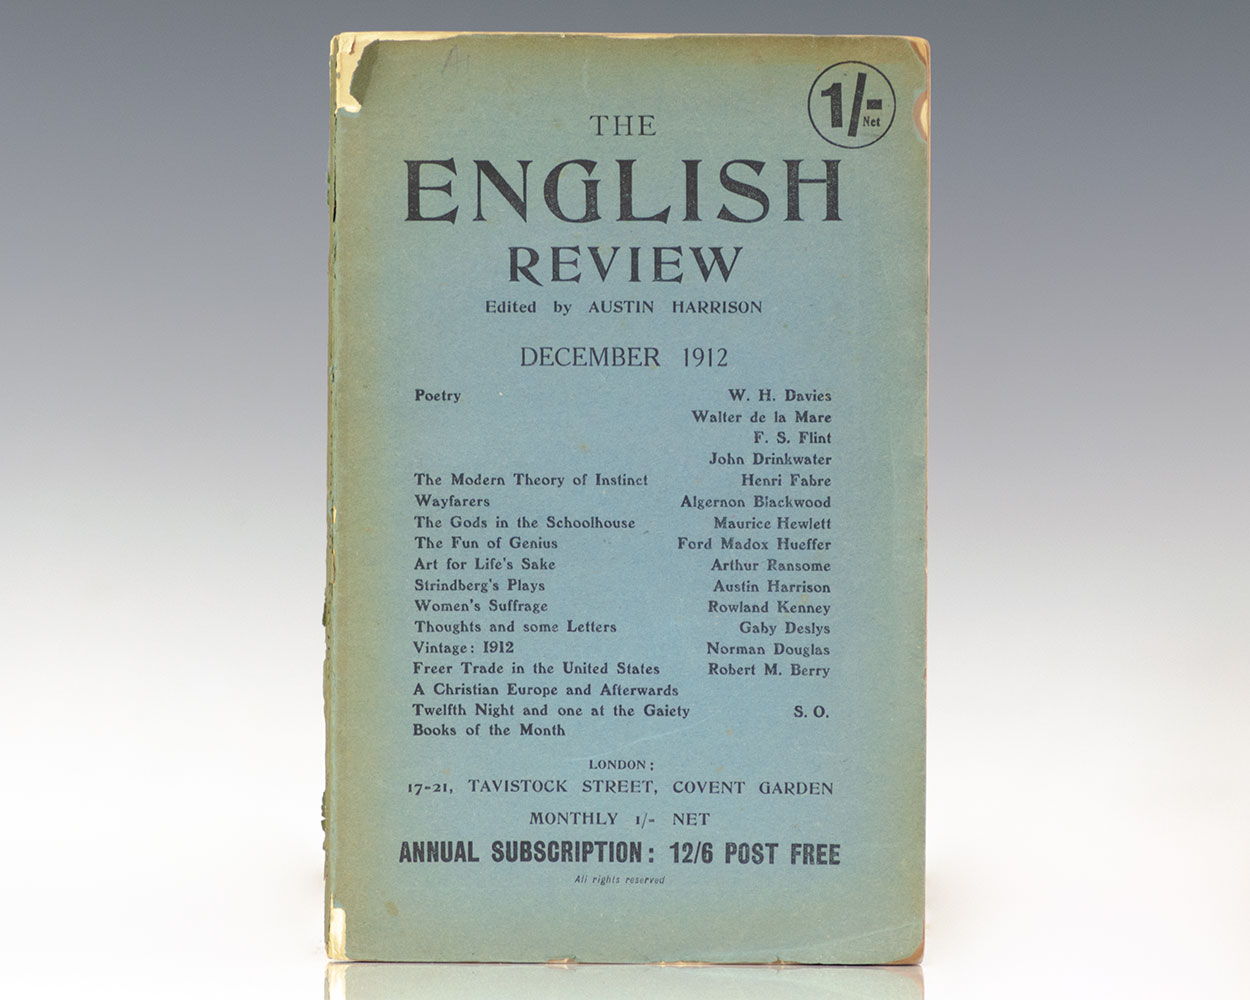 1/- Net
THE
ENGLISH
REVIEW
Edited by AUSTIN HARRISON
DECEMBER 1912
Poetry W. H. Davies
Walter de la Mare
F. S. Flint
John Drinkwater
The Modern Theory of Instinct Henri Fabre
Wayfarers Algernon Blackwood
The Gods in the Schoolhouse Maurice Hewlett
The Fun of Genius Ford Madox Hueffer
Art for Life's Sake Arthur Ransome
Strindberg's Plays Austin Harrison
Women's Suffrage Rowland Kenney
Thoughts and some Letters Gaby Deslys
Vintage: 1912 Norman Douglas
Freer Trade in the United States Robert M. Berry
A Christian Europe and Afterwards
Twelfth Night and one at the Gaiety S. O.
Books of the Month
LONDON:
17-21, TAVISTOCK STREET, COVENT GARDEN
MONTHLY 1/- NET
ANNUAL SUBSCRIPTION: 12/6 POST FREE
All rights reserved